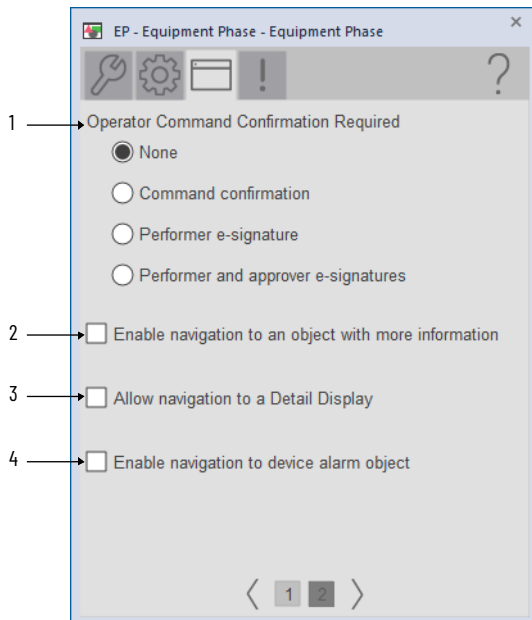 EP - Equipment Phase - Equipment Phase
1
Operator Command Confirmation Required
None
Command confirmation
Performer e-signature
Performer and approver e-signatures
2
Enable navigation to an object with more information
3
Allow navigation to a Detail Display
4
Enable navigation to device alarm object
1 2